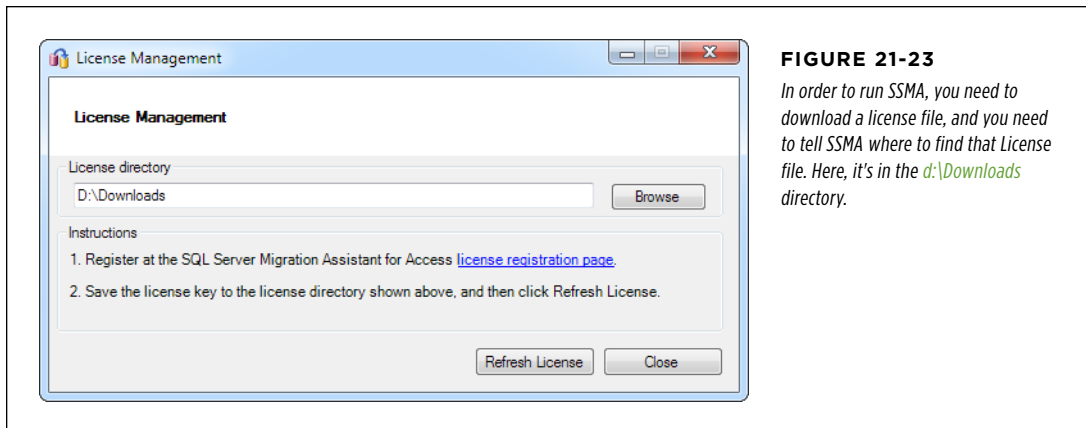 License Management
License Management
License directory
D:\Downloads
Browse
Instructions
1. Register at the SQL Server Migration Assistant for Access license registration page.
2. Save the license key to the license directory shown above, and then click Refresh License.
Refresh License
Close
FIGURE 21-23
In order to run SSMA, you need to
download a license file, and you need
to tell SSMA where to find that License
file. Here, it's in the d:\Downloads
directory.